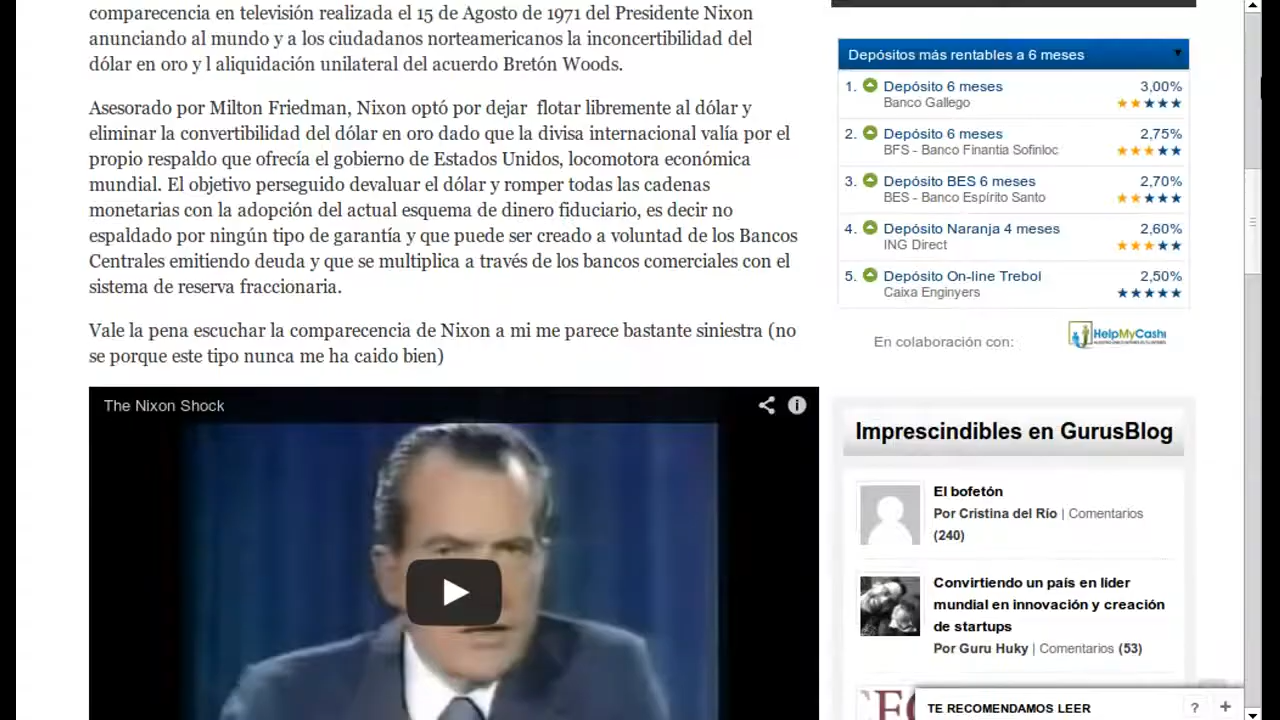 comparecencia en televisión realizada el 15 de Agosto de 1971 del Presidente Nixon
anunciando al mundo y a los ciudadanos norteamericanos la inconcertibilidad del
dólar en oro y l aliquidación unilateral del acuerdo Bretón Woods.
Asesorado por Milton Friedman, Nixon optó por dejar flotar libremente al dólar y
eliminar la convertibilidad del dólar en oro dado que la divisa internacional valía por el
propio respaldo que ofrecía el gobierno de Estados Unidos, locomotora económica
mundial. El objetivo perseguido devaluar el dólar y romper todas las cadenas
monetarias con la adopción del actual esquema de dinero fiduciario, es decir no
espaldado por ningún tipo de garantía y que puede ser creado a voluntad de los Bancos
Centrales emitiendo deuda y que se multiplica a través de los bancos comerciales con el
sistema de reserva fraccionaria.
Vale la pena escuchar la comparecencia de Nixon a mi me parece bastante siniestra (no
se porque este tipo nunca me ha caido bien)
The Nixon Shock
Depósitos más rentables a 6 meses
1. Depósito 6 meses 3,00%
Banco Gallego
2. Depósito 6 meses 2,75%
BFS - Banco Finantia Sofinloc
3. Depósito BES 6 meses 2,70%
BES - Banco Espírito Santo
4. Depósito Naranja 4 meses 2,60%
ING Direct
5. Depósito On-line Trebol 2,50%
Caixa Enginyers
En colaboración con: HelpMyCash
Imprescindibles en GurusBlog
El bofetón
Por Cristina del Río | Comentarios
(240)
Convirtiendo un país en líder
mundial en innovación y creación
de startups
Por Guru Huky | Comentarios (53)
TE RECOMENDAMOS LEER ? +